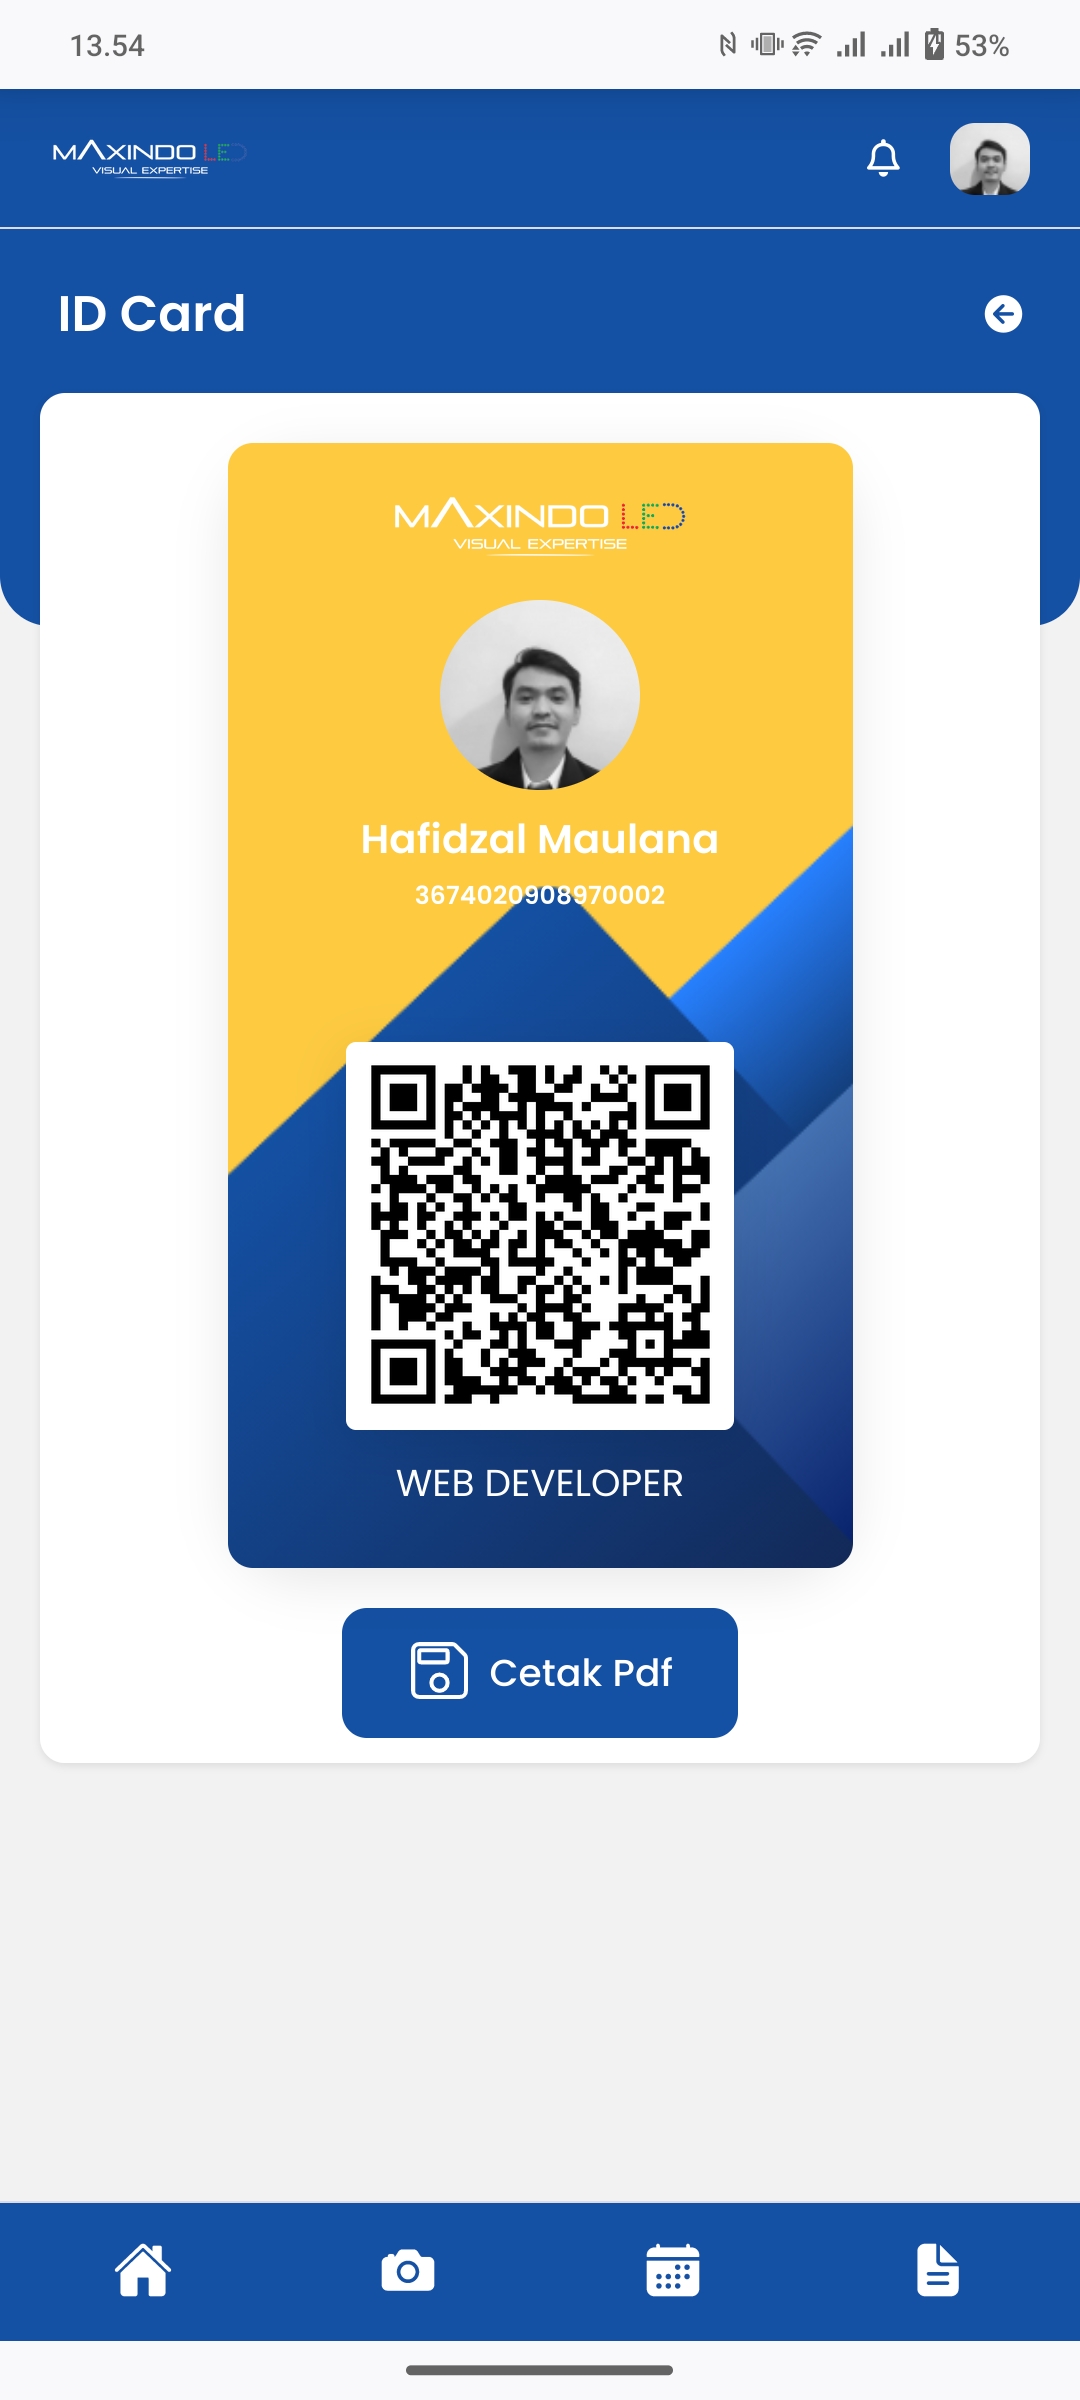 13.54
53%
MAXINDO LED
VISUAL EXPERTISE
ID Card
MAXINDO LED
VISUAL EXPERTISE
Hafidzal Maulana
3674020908970002
WEB DEVELOPER
Cetak Pdf